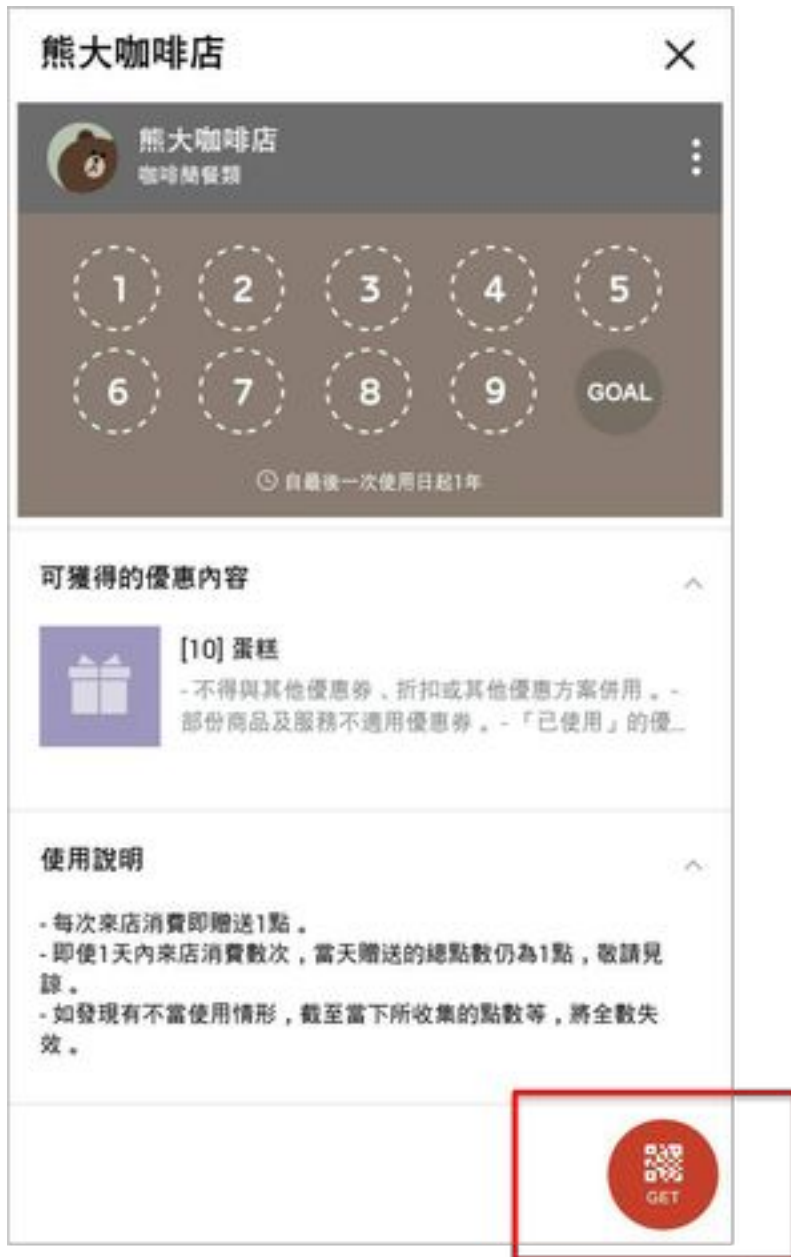 熊大咖啡店
熊大咖啡店
咖啡簡餐類
1 2 3 4 5
6 7 8 9 GOAL
自最後一次使用日起1年
可獲得的優惠內容
[10] 蛋糕
- 不得與其他優惠券、折扣或其他優惠方案併用。-
部份商品及服務不適用優惠券。-「已使用」的優...
使用說明
- 每次來店消費即贈送1點。
- 即使1天內來店消費數次，當天贈送的總點數仍為1點，敬請見
諒。
- 如發現有不當使用情形，截至當下所收集的點數等，將全數失
效。
GET